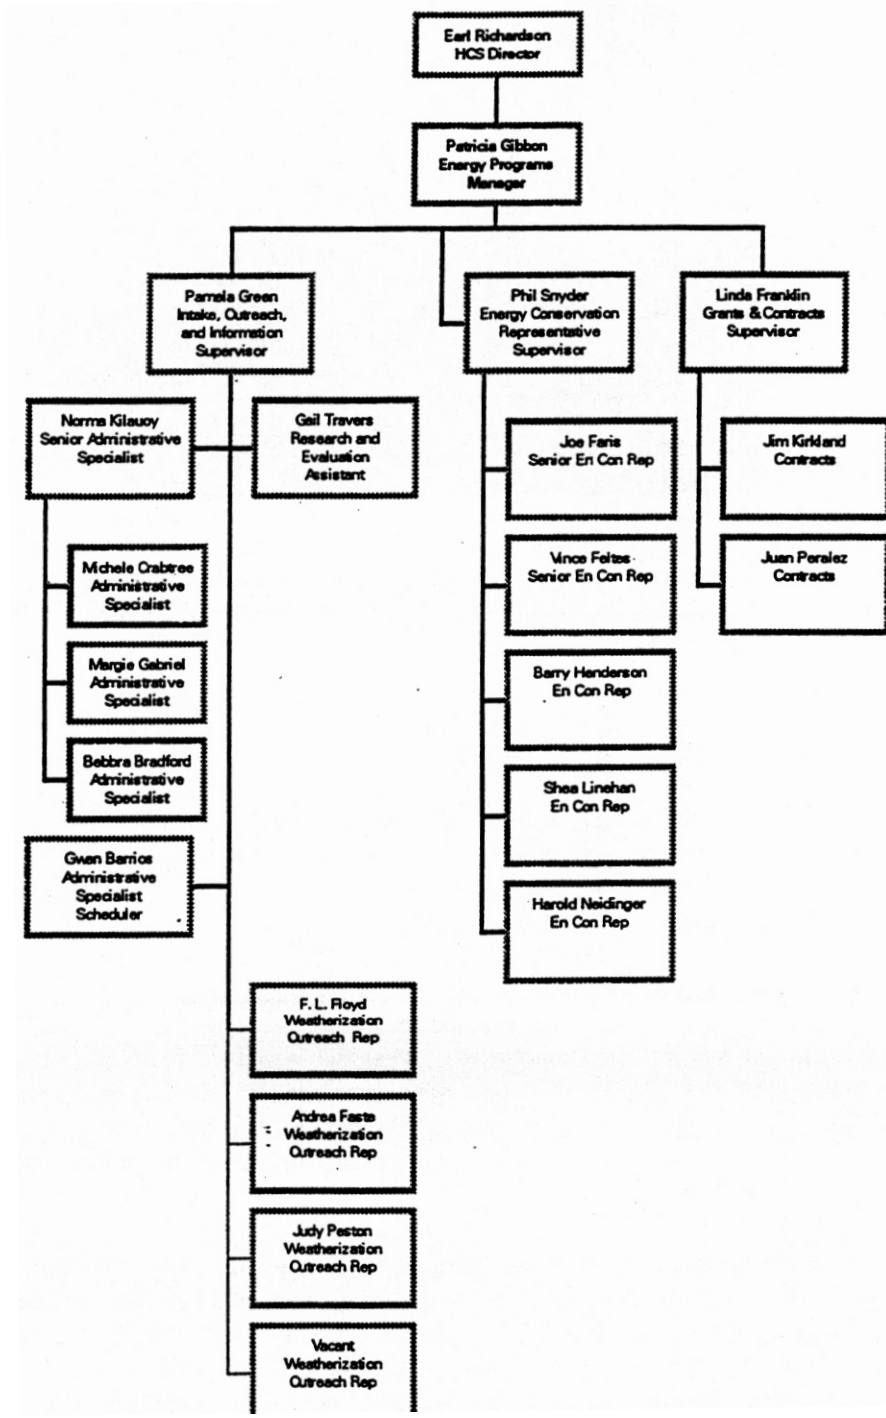 Earl Richardson
HCS Director
Patricia Gibbon
Energy Programs
Manager
Pamela Green
Intake, Outreach,
and Information
Supervisor
Phil Snyder
Energy Conservation
Representative
Supervisor
Linda Franklin
Grants & Contracts
Supervisor
Norma Kilauoy
Senior Administrative
Specialist
Gail Travers
Research and
Evaluation
Assistant
Michele Crabtree
Administrative
Specialist
Margie Gabriel
Administrative
Specialist
Bebbra Bradford
Administrative
Specialist
Gwen Barrios
Administrative
Specialist
Scheduler
F. L. Floyd
Weatherization
Outreach Rep
Andrea Faste
Weatherization
Outreach Rep
Judy Peston
Weatherization
Outreach Rep
Vacant
Weatherization
Outreach Rep
Joe Faris
Senior En Con Rep
Vince Feltes
Senior En Con Rep
Barry Henderson
En Con Rep
Shea Linehan
En Con Rep
Harold Neidinger
En Con Rep
Jim Kirkland
Contracts
Juan Peralez
Contracts